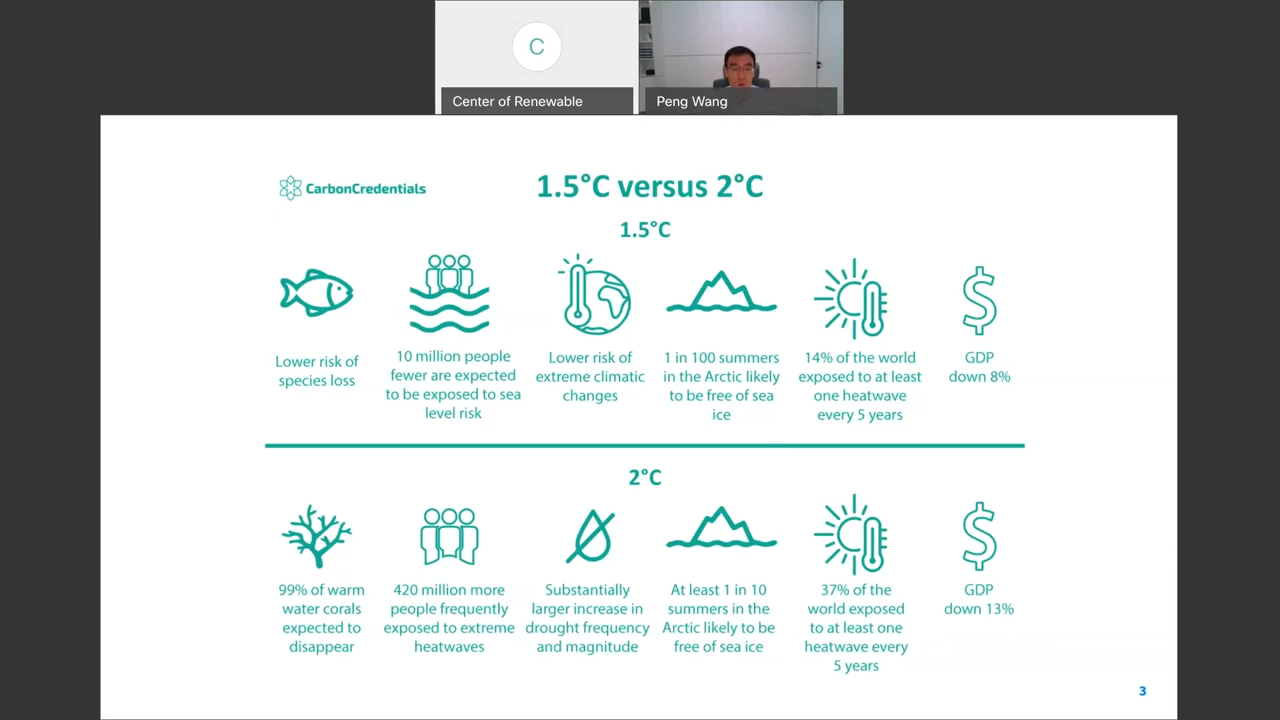 C
Center of Renewable
Peng Wang
CarbonCredentials
1.5°C versus 2°C
1.5°C
Lower risk of
species loss
10 million people
fewer are expected
to be exposed to sea
level risk
Lower risk of
extreme climatic
changes
1 in 100 summers
in the Arctic likely
to be free of sea
ice
14% of the world
exposed to at least
one heatwave
every 5 years
GDP
down 8%
2°C
99% of warm
water corals
expected to
disappear
420 million more
people frequently
exposed to extreme
heatwaves
Substantially
larger increase in
drought frequency
and magnitude
At least 1 in 10
summers in the
Arctic likely to be
free of sea ice
37% of the
world exposed
to at least one
heatwave every
5 years
GDP
down 13%
3